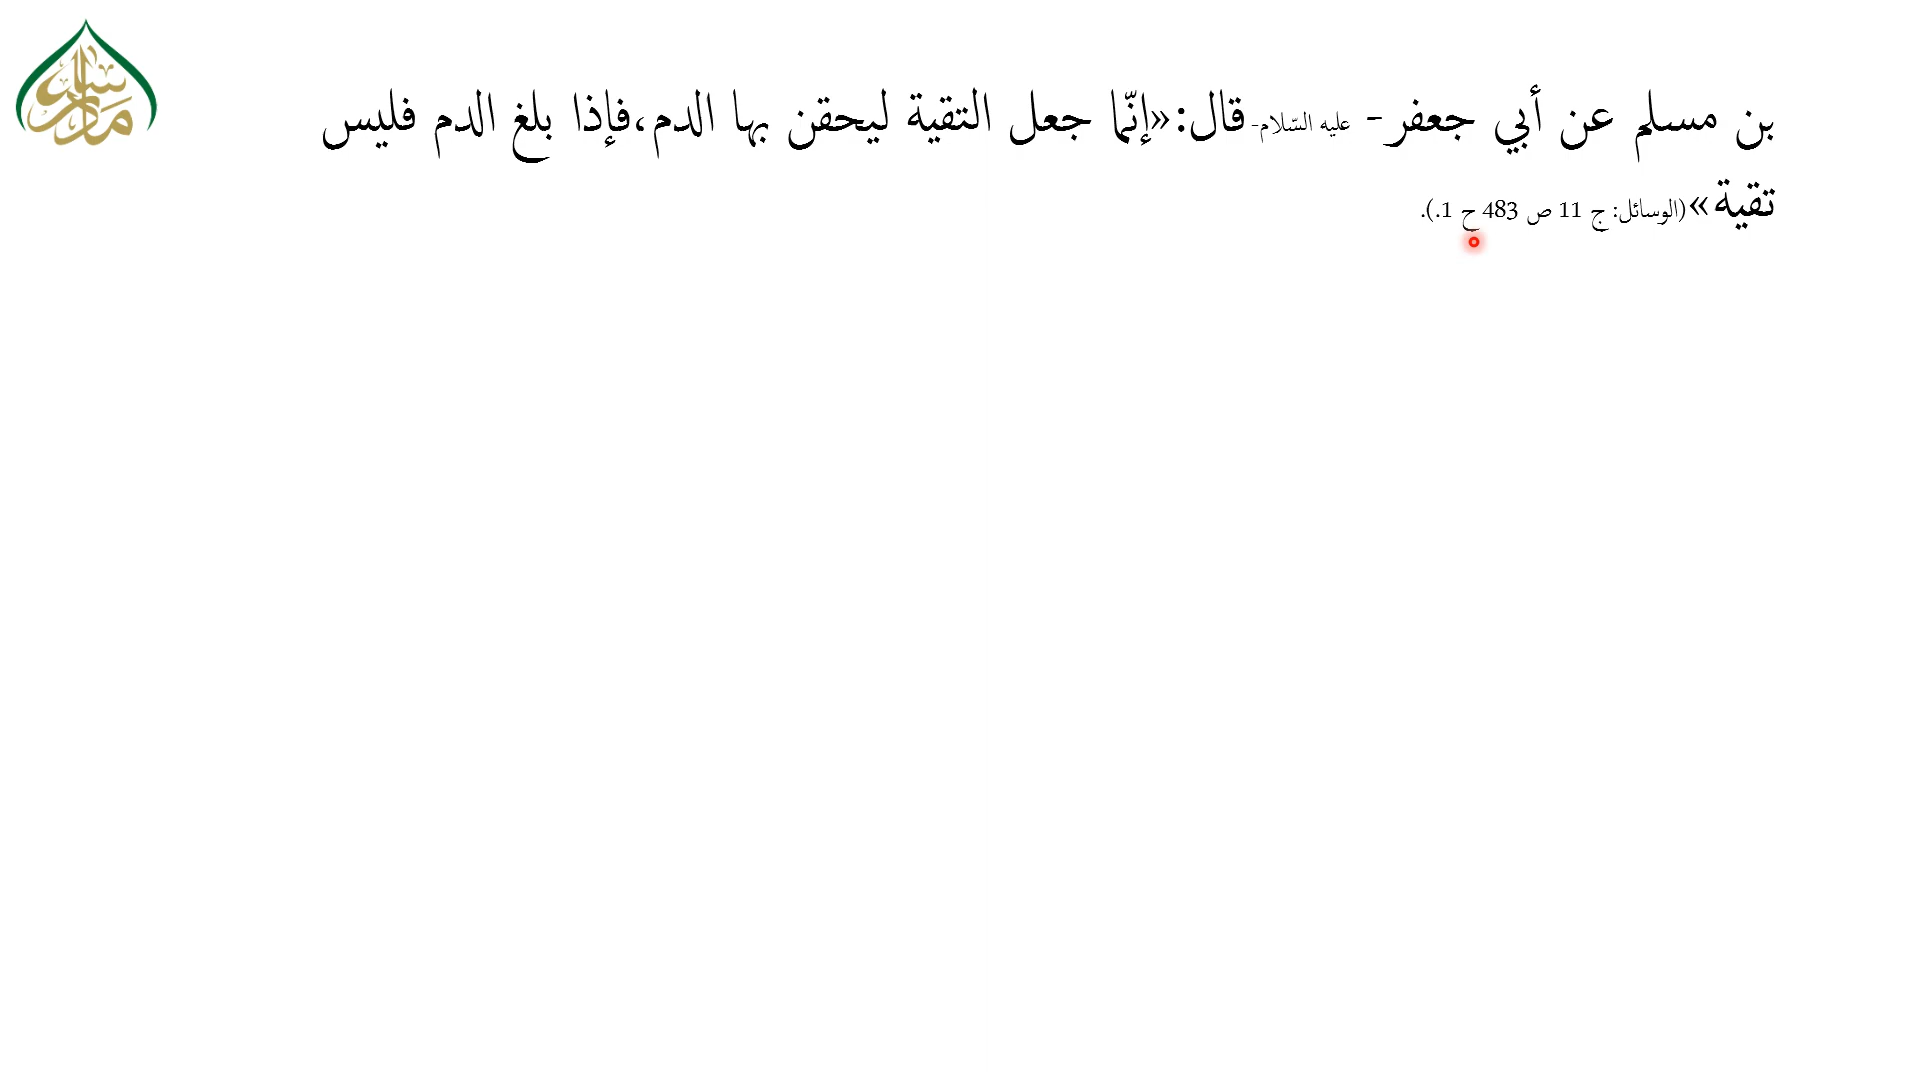 بن مسلم عن أبي جعفر- عليه السّلام- قال:«إنّما جعل التقية ليحقن بها الدم،فإذا بلغ الدم فليس
تقية»(الوسائل: ج 11 ص 483 ح 1.).